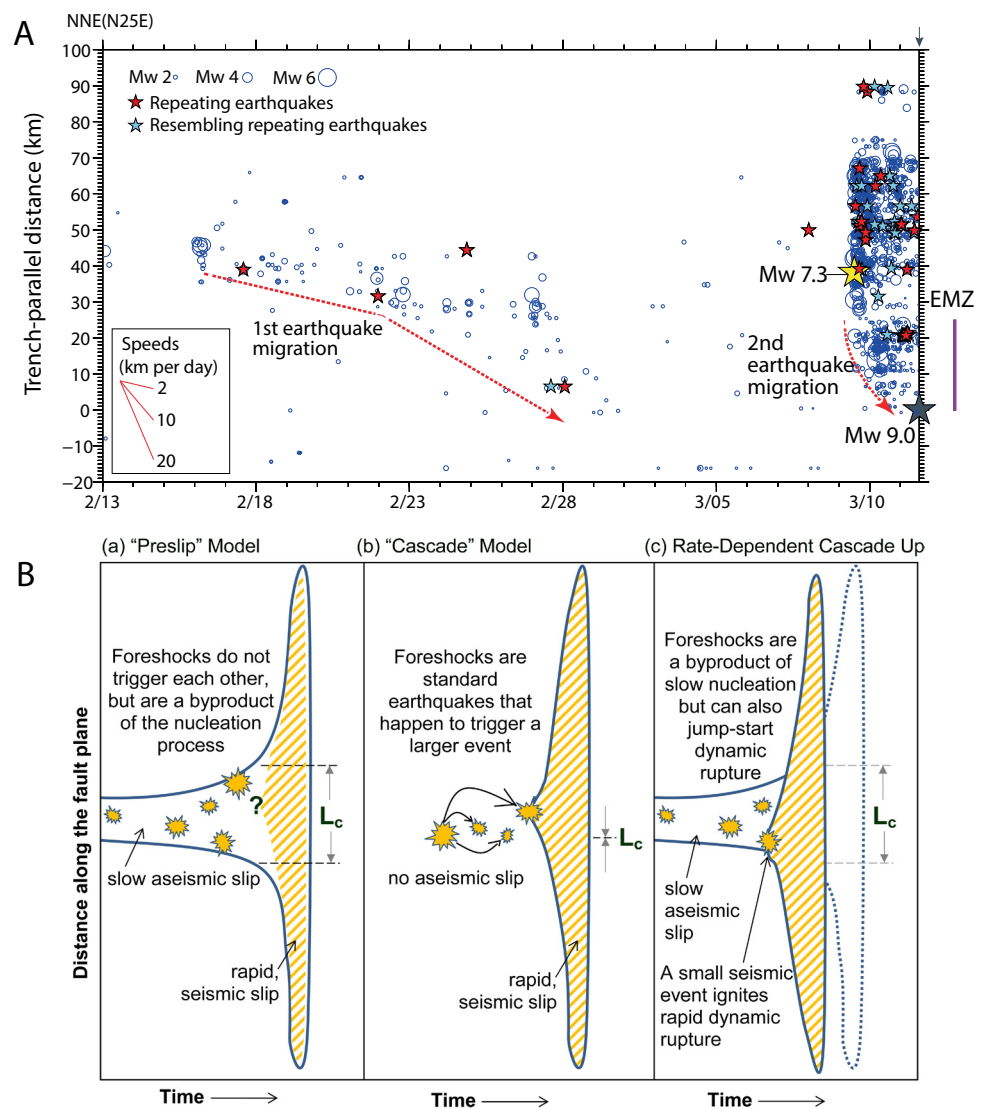 NNE(N25E)
A
Trench-parallel distance (km)
100
90
80
70
60
50
40
30
20
10
0
−10
−20
Mw 2 Mw 4 Mw 6
Repeating earthquakes
Resembling repeating earthquakes
Mw 7.3
EMZ
1st earthquake
migration
2nd
earthquake
migration
Speeds
(km per day)
2
10
20
Mw 9.0
2/13 2/18 2/23 2/28 3/05 3/10
B
(a) “Preslip” Model
(b) “Cascade” Model
(c) Rate-Dependent Cascade Up
Distance along the fault plane
Foreshocks do not
trigger each other,
but are a byproduct
of the nucleation
process
?
Lc
slow aseismic slip
rapid,
seismic slip
Foreshocks are
standard
earthquakes that
happen to trigger a
larger event
Lc
no aseismic slip
rapid,
seismic slip
Foreshocks are
a byproduct of
slow nucleation
but can also
jump-start
dynamic
rupture
Lc
slow
aseismic
slip
A small seismic
event ignites
rapid dynamic
rupture
Time
Time
Time